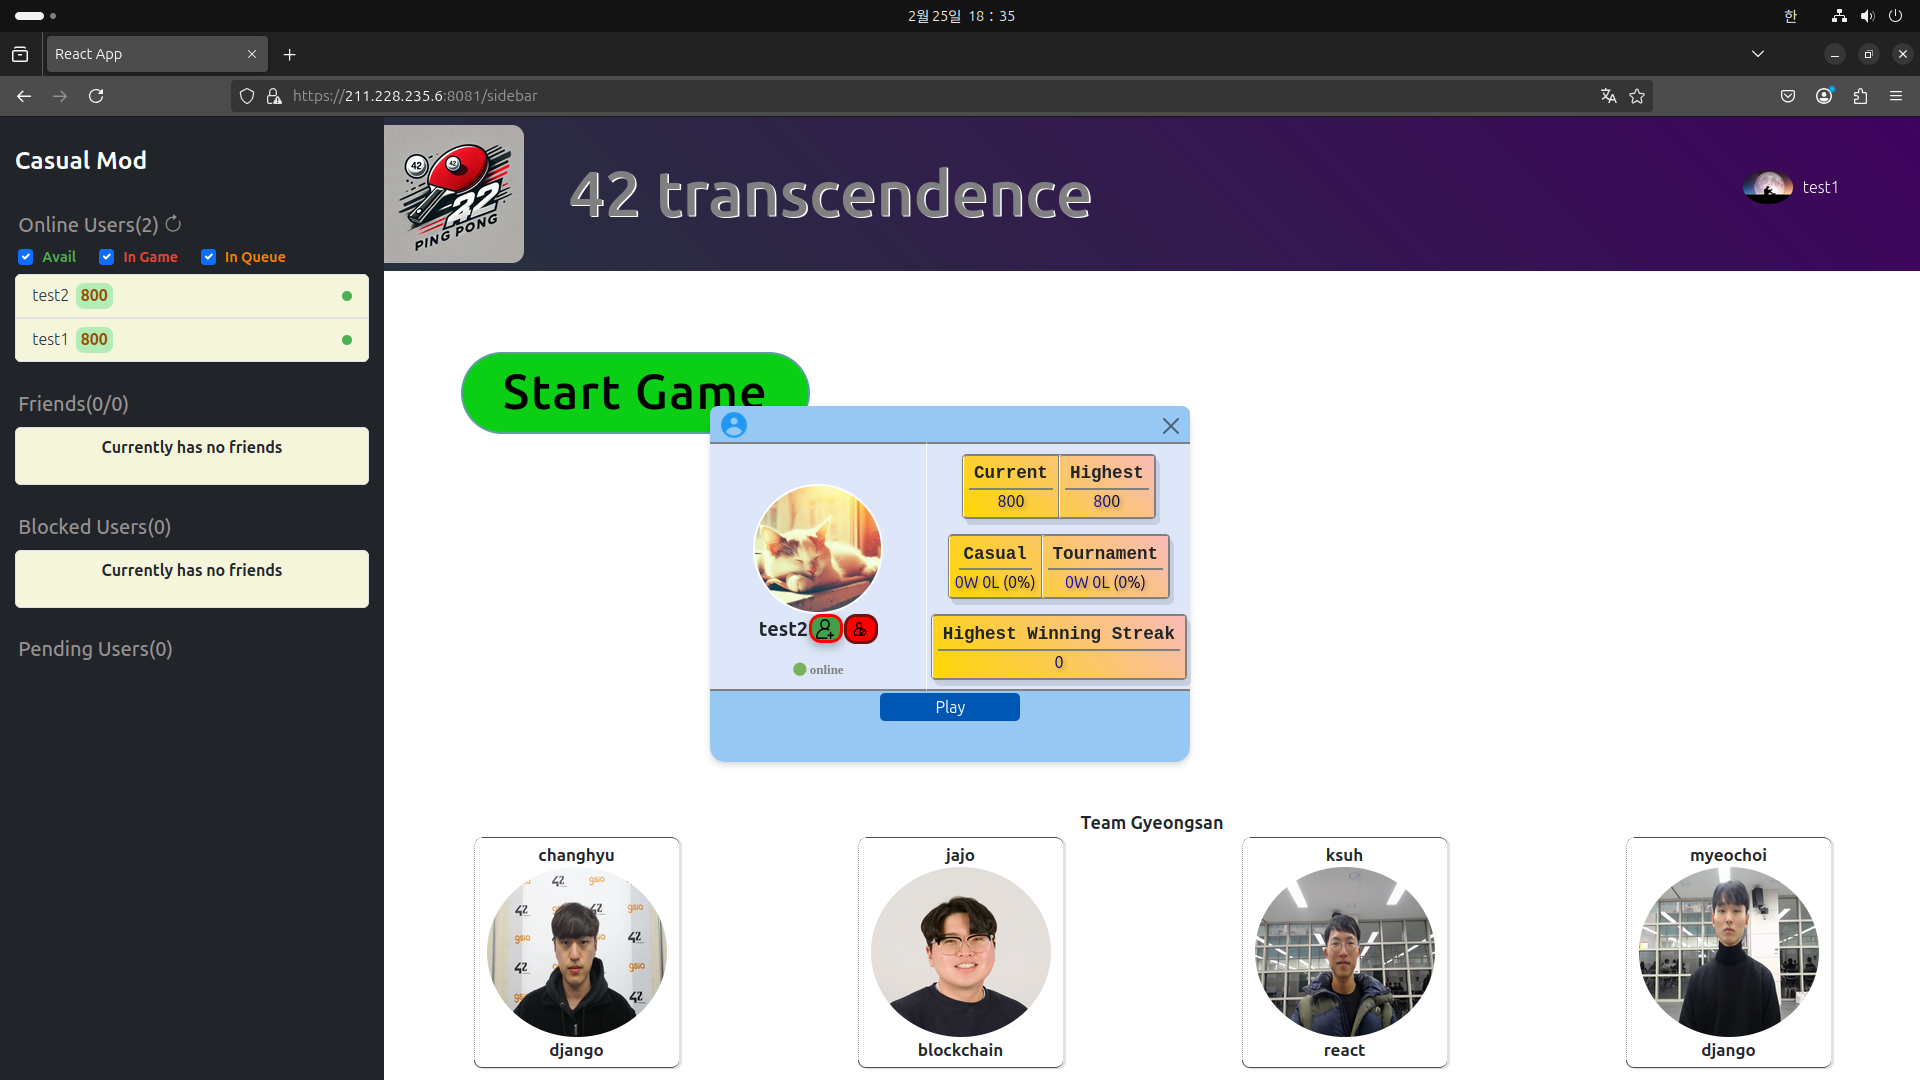 2월 25일 18 : 35
한
React App
https://211.228.235.6:8081/sidebar
Casual Mod
Online Users(2)
Avail In Game In Queue
test2 800
test1 800
Friends(0/0)
Currently has no friends
Blocked Users(0)
Currently has no friends
Pending Users(0)
42
42
42
PING PONG
42 transcendence
test1
Start Game
test2
online
Current Highest
800 800
Casual Tournament
0W 0L (0%) 0W 0L (0%)
Highest Winning Streak
0
Play
Team Gyeongsan
changhyu
django
jajo
blockchain
ksuh
react
myeochoi
django